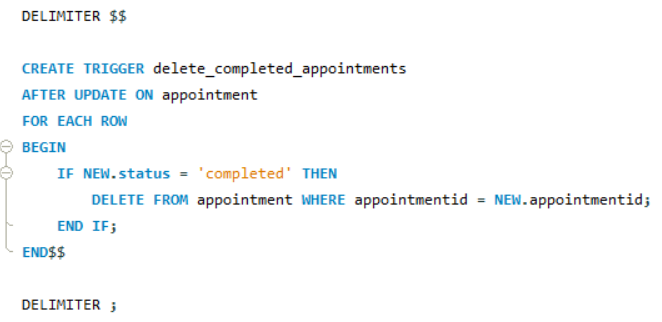 DELIMITER $$
CREATE TRIGGER delete_completed_appointments
AFTER UPDATE ON appointment
FOR EACH ROW
BEGIN
IF NEW.status = 'completed' THEN
DELETE FROM appointment WHERE appointmentid = NEW.appointmentid;
END IF;
END$$
DELIMITER ;